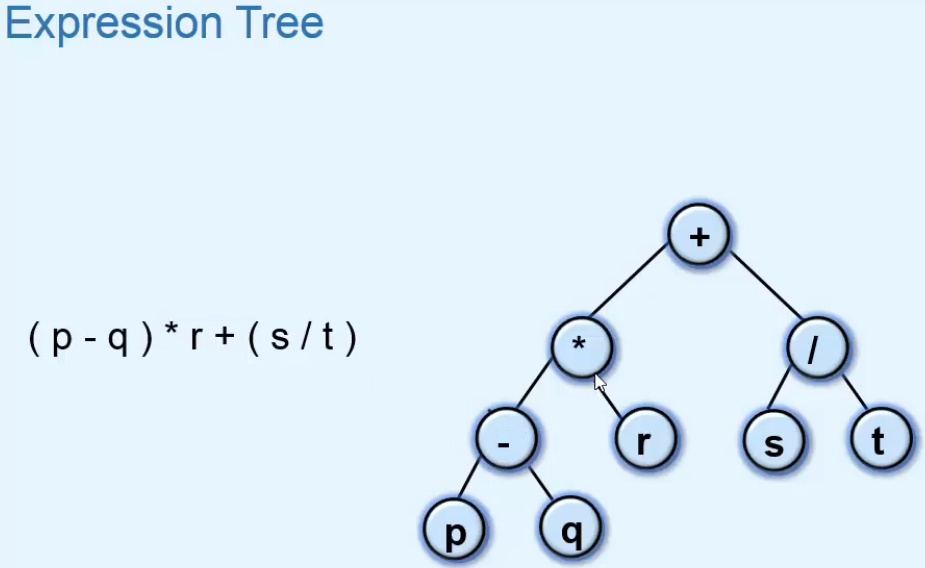 Expression Tree
+
( p - q ) * r + ( s / t )
* /
- r s t
p q